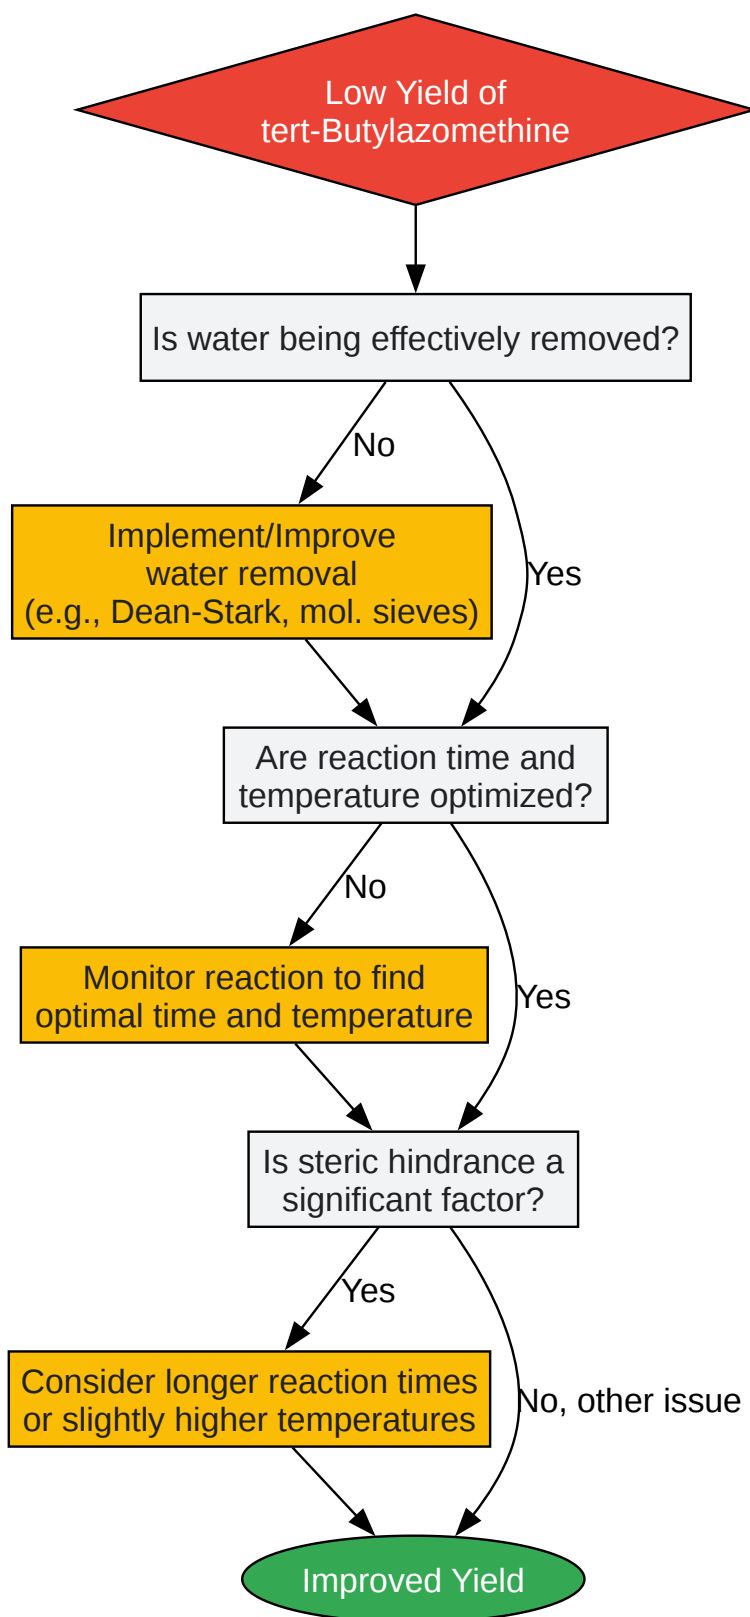 Low Yield of
tert-Butylazomethine
Is water being effectively removed?
No
Implement/Improve
water removal
(e.g., Dean-Stark, mol. sieves)
Yes
Are reaction time and
temperature optimized?
No
Monitor reaction to find
optimal time and temperature
Yes
Is steric hindrance a
significant factor?
Yes
Consider longer reaction times
or slightly higher temperatures
No, other issue
Improved Yield